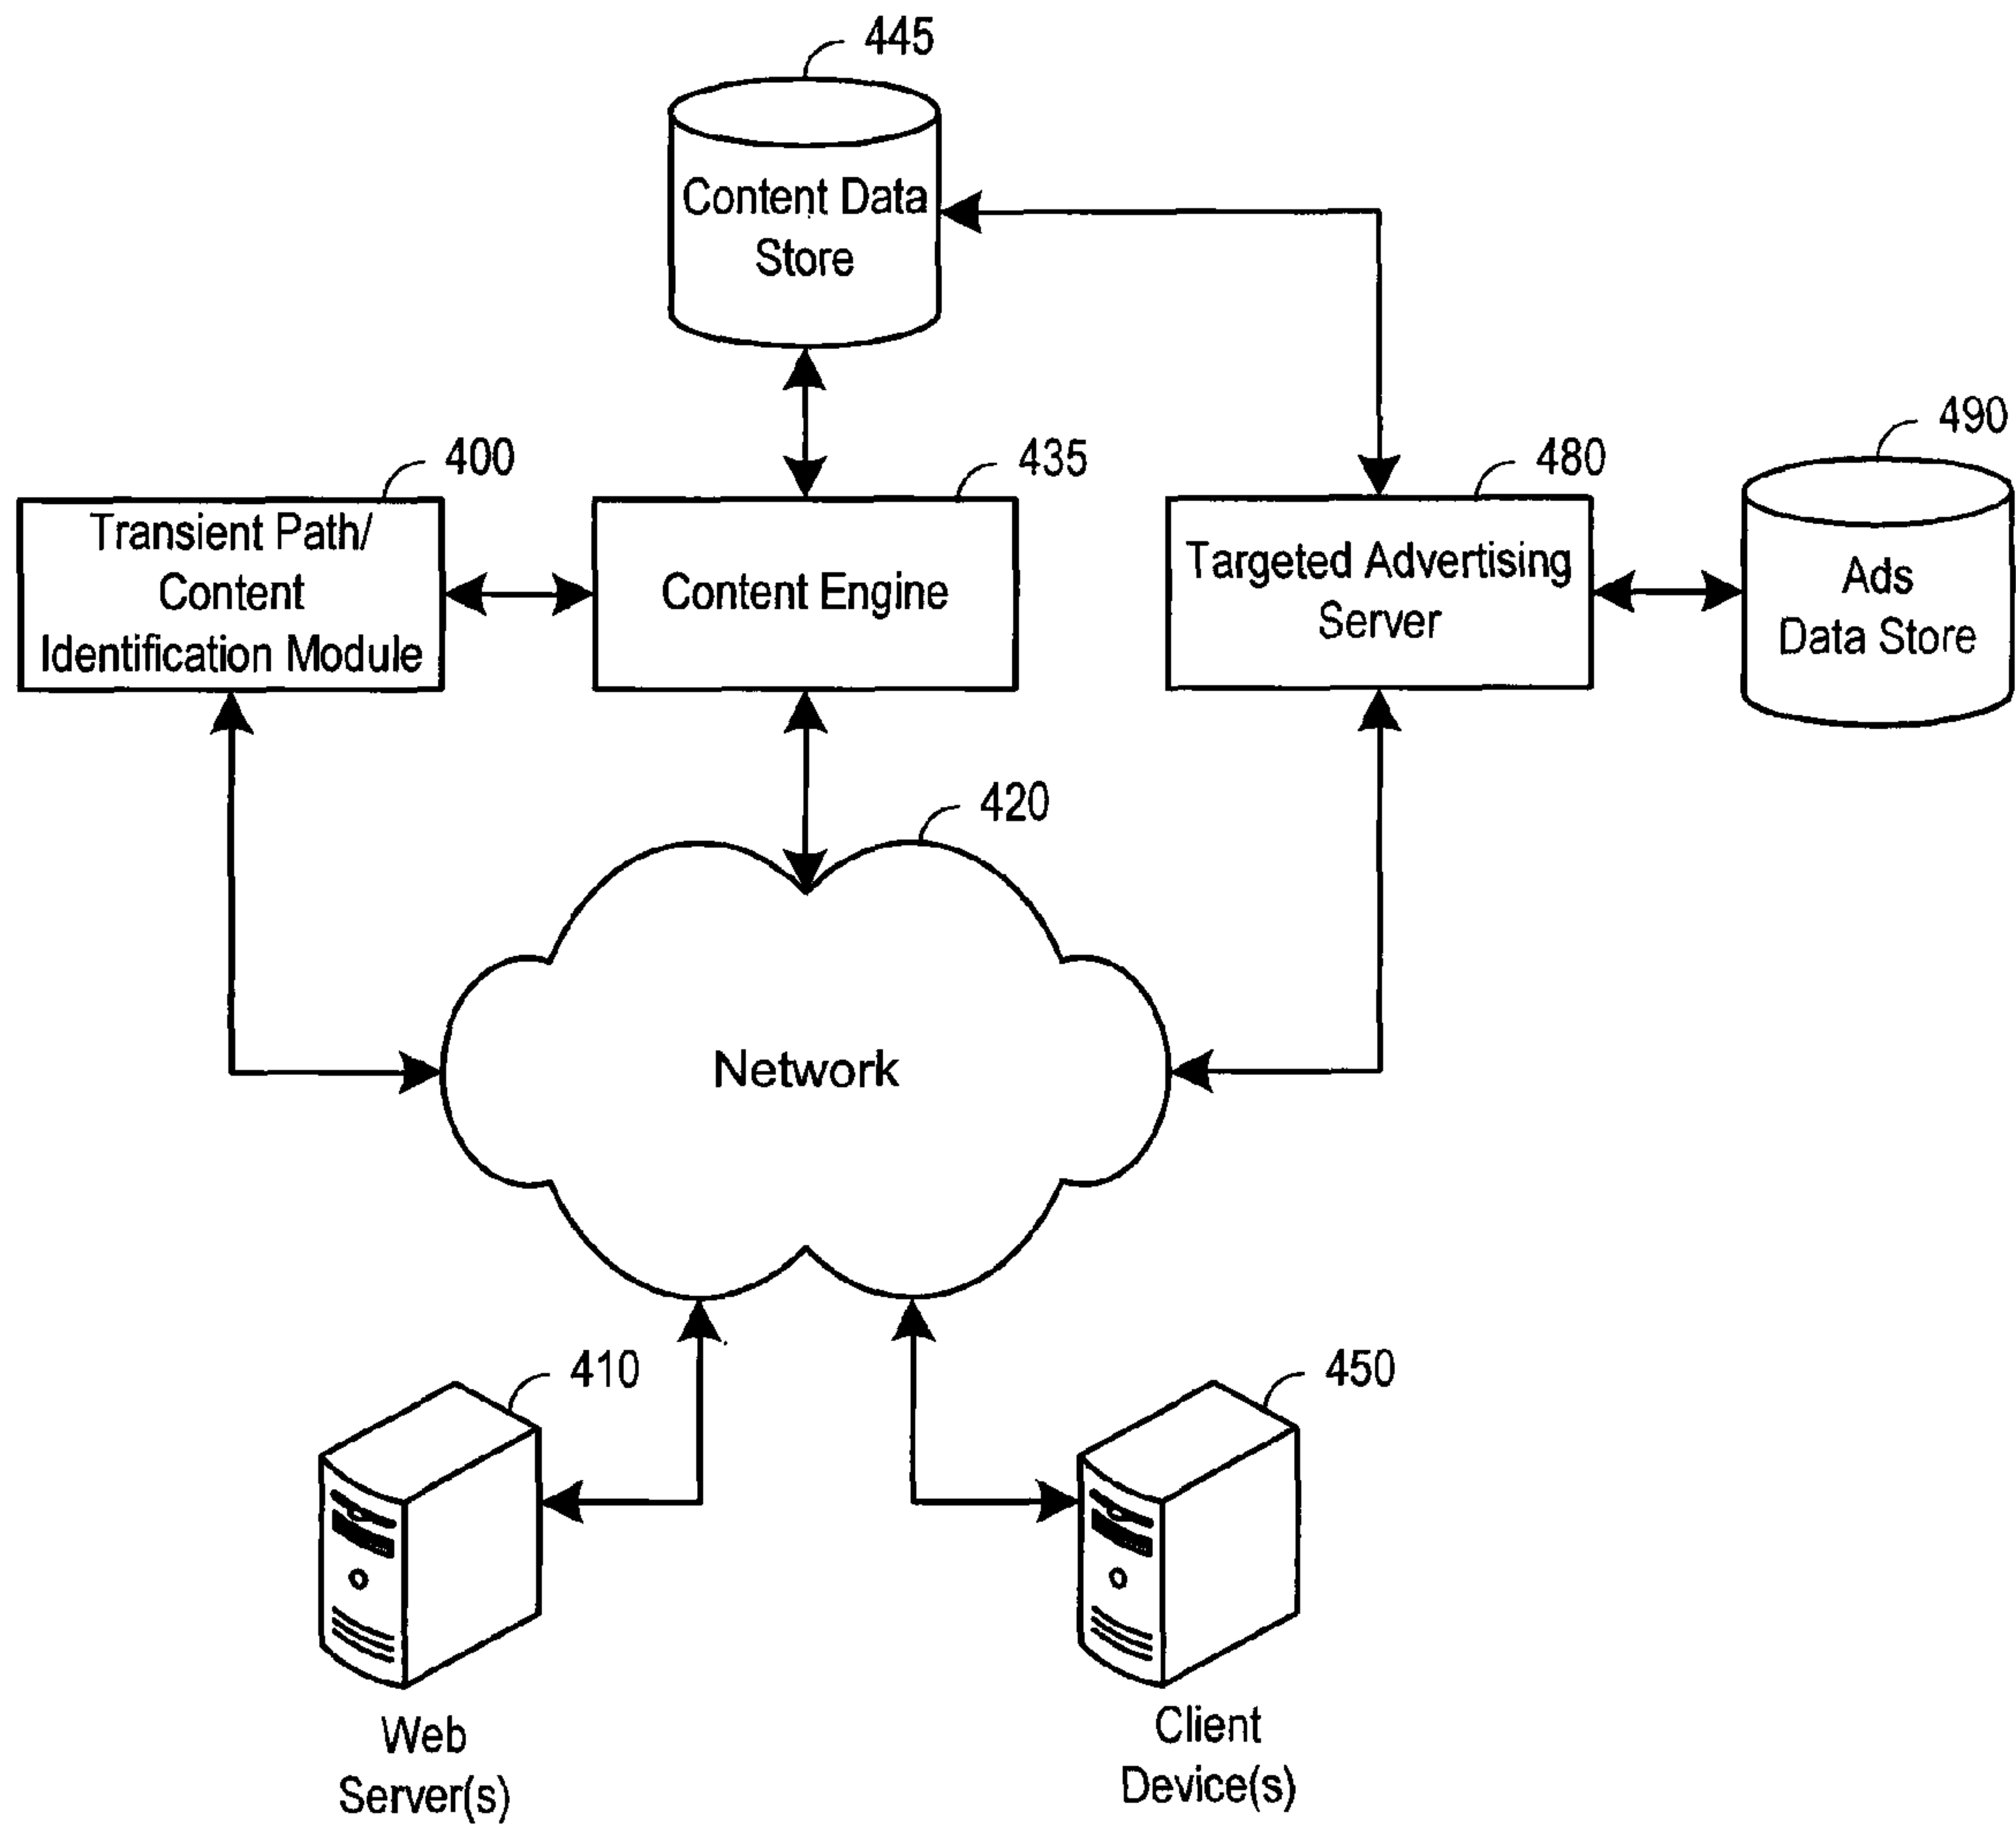 445
Content Data
Store
490
400
435
480
Transient Path/
Content
Identification Module
Content Engine
Targeted Advertising
Server
Ads
Data Store
420
Network
410
450
Web
Server(s)
Client
Device(s)